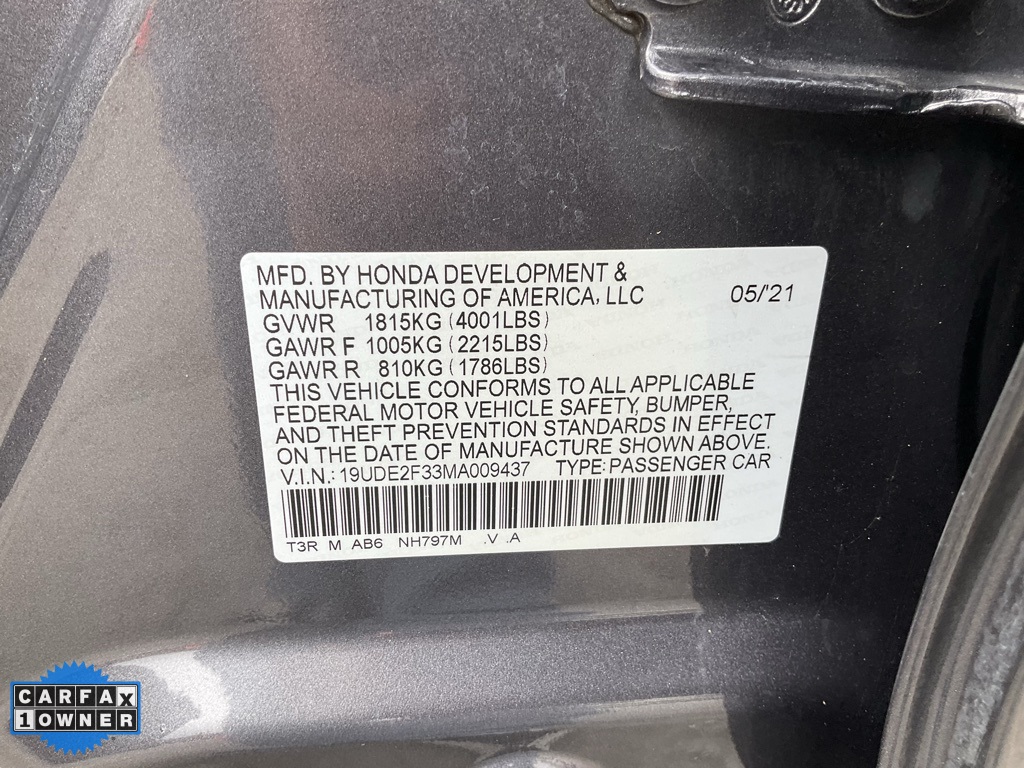 MFD. BY HONDA DEVELOPMENT &
MANUFACTURING OF AMERICA, LLC 05/'21
GVWR 1815KG (4001LBS)
GAWR F 1005KG (2215LBS)
GAWR R 810KG (1786LBS)
THIS VEHICLE CONFORMS TO ALL APPLICABLE
FEDERAL MOTOR VEHICLE SAFETY, BUMPER,
AND THEFT PREVENTION STANDARDS IN EFFECT
ON THE DATE OF MANUFACTURE SHOWN ABOVE.
V.I.N.: 19UDE2F33MA009437 TYPE: PASSENGER CAR
T3R M AB6 NH797M .V .A
CARFAX
1 OWNER